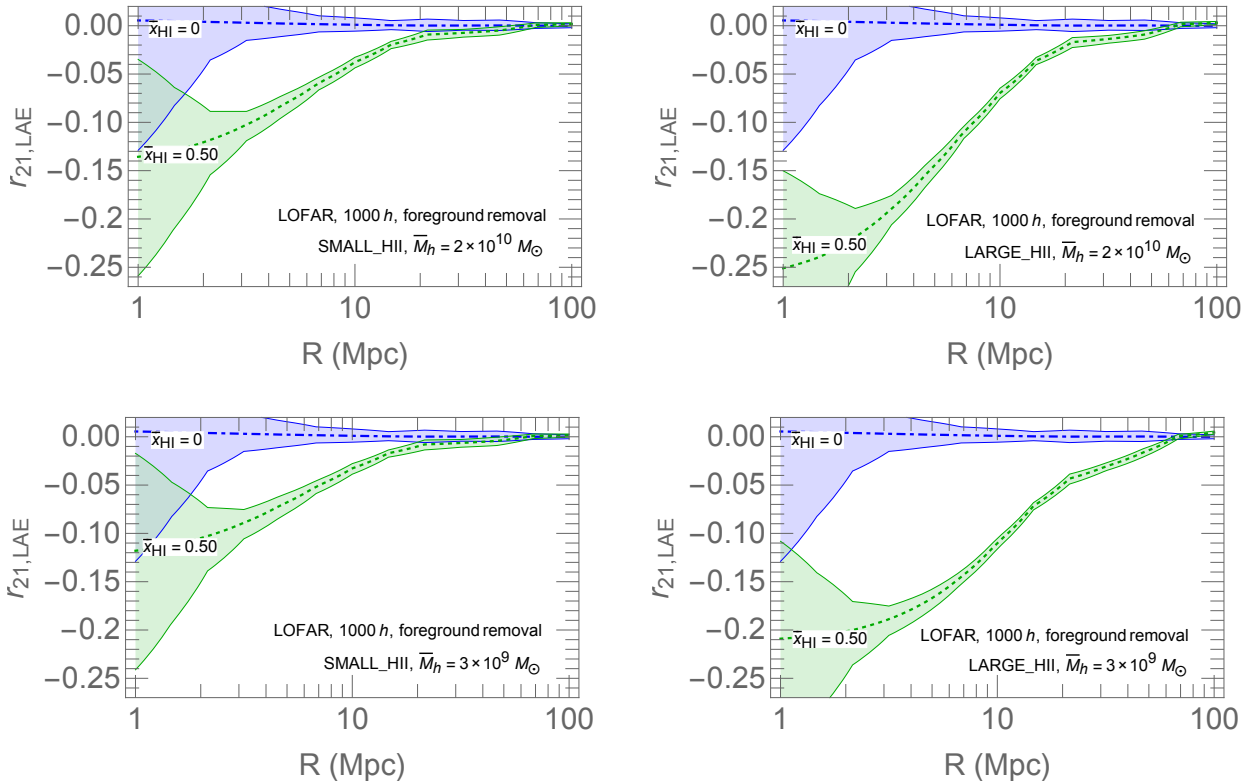 0.00
−0.05
−0.10
−0.15
−0.2
−0.25
r21,LAE
x̄HI = 0
x̄HI = 0.50
LOFAR, 1000 h, foreground removal
SMALL_HII, M̄h = 2 × 10^10 M⊙
1
10
100
R (Mpc)
0.00
−0.05
−0.10
−0.15
−0.2
−0.25
r21,LAE
x̄HI = 0
x̄HI = 0.50
LOFAR, 1000 h, foreground removal
LARGE_HII, M̄h = 2 × 10^10 M⊙
1
10
100
R (Mpc)
0.00
−0.05
−0.10
−0.15
−0.2
−0.25
r21,LAE
x̄HI = 0
x̄HI = 0.50
LOFAR, 1000 h, foreground removal
SMALL_HII, M̄h = 3 × 10^9 M⊙
1
10
100
R (Mpc)
0.00
−0.05
−0.10
−0.15
−0.2
−0.25
r21,LAE
x̄HI = 0
x̄HI = 0.50
LOFAR, 1000 h, foreground removal
LARGE_HII, M̄h = 3 × 10^9 M⊙
1
10
100
R (Mpc)